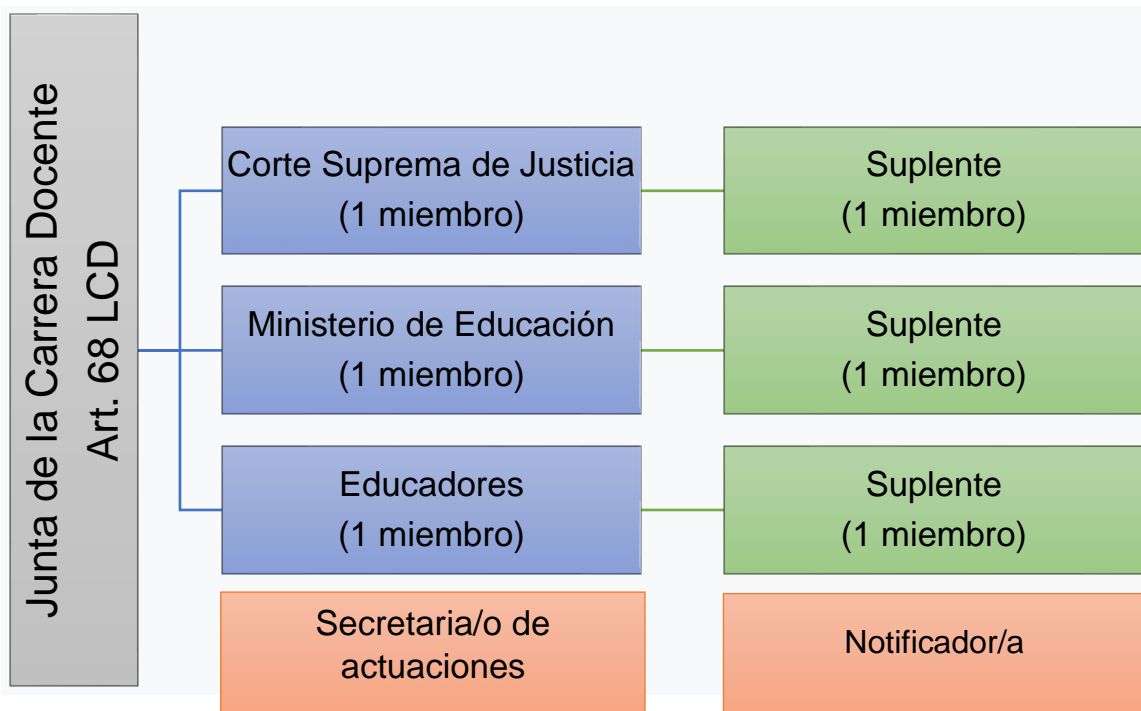 Junta de la Carrera Docente
Art. 68 LCD
Corte Suprema de Justicia
(1 miembro)
Suplente
(1 miembro)
Ministerio de Educación
(1 miembro)
Suplente
(1 miembro)
Educadores
(1 miembro)
Suplente
(1 miembro)
Secretaria/o de
actuaciones
Notificador/a